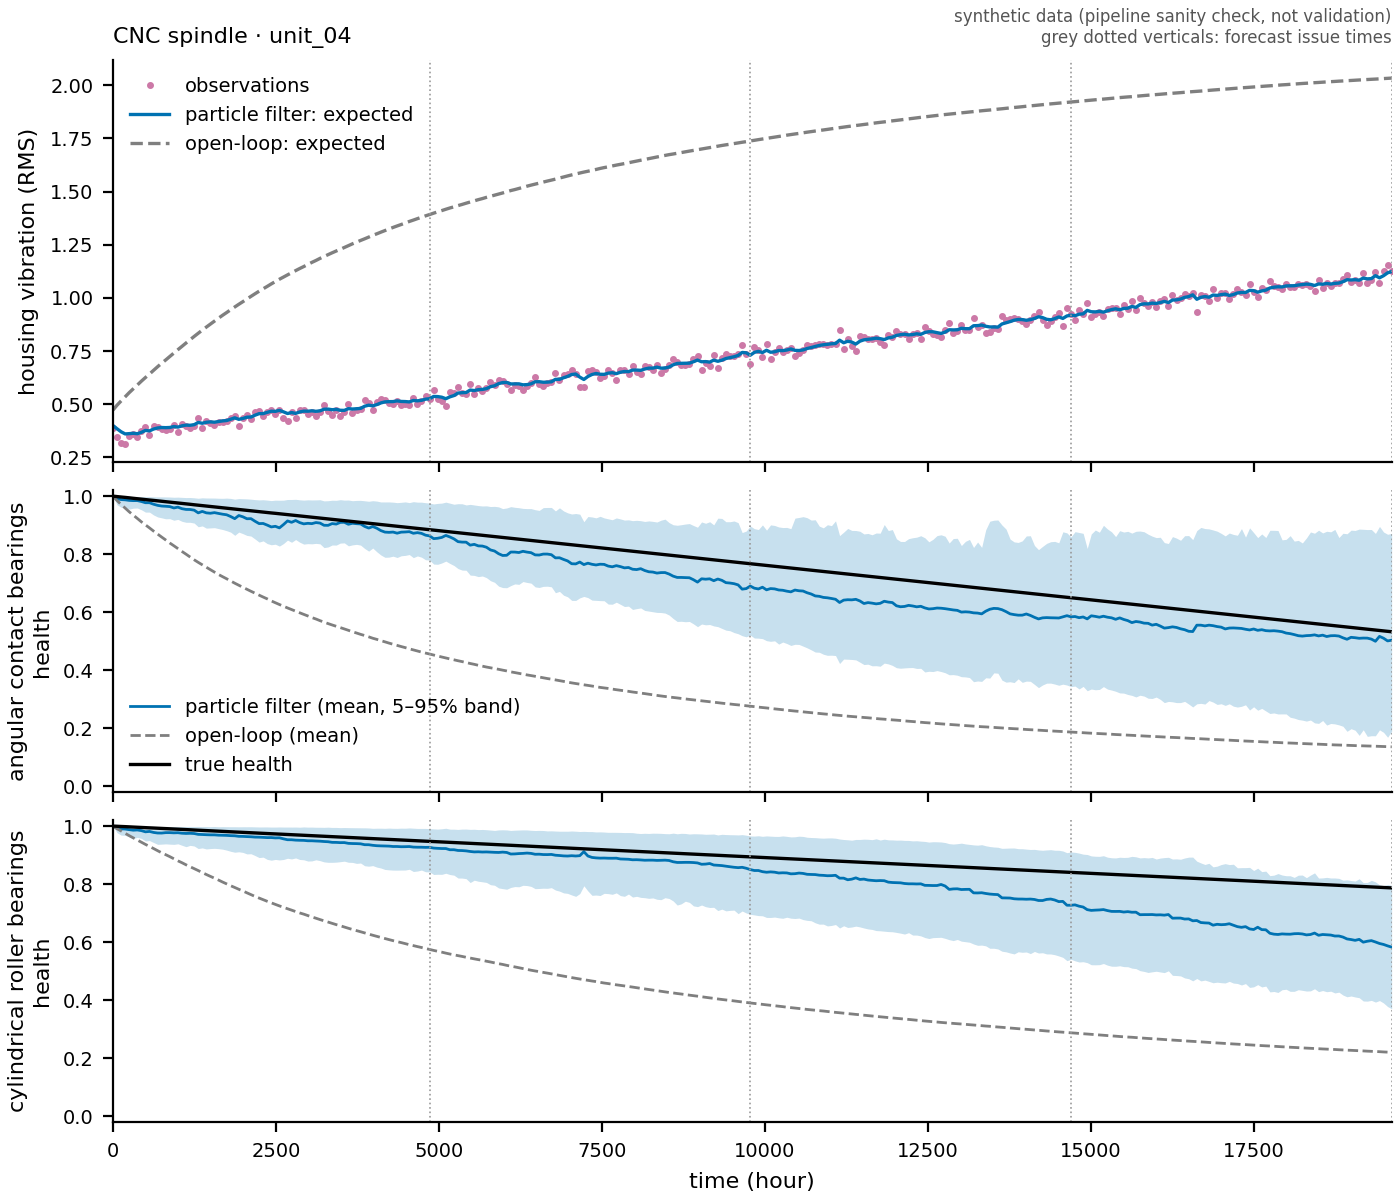 synthetic data (pipeline sanity check, not validation)
grey dotted verticals: forecast issue times
CNC spindle · unit_04
housing vibration (RMS)
2.00
1.75
1.50
1.25
1.00
0.75
0.50
0.25
observations
particle filter: expected
open-loop: expected
angular contact bearings
health
1.0
0.8
0.6
0.4
0.2
0.0
particle filter (mean, 5–95% band)
open-loop (mean)
true health
cylindrical roller bearings
health
1.0
0.8
0.6
0.4
0.2
0.0
0 2500 5000 7500 10000 12500 15000 17500
time (hour)